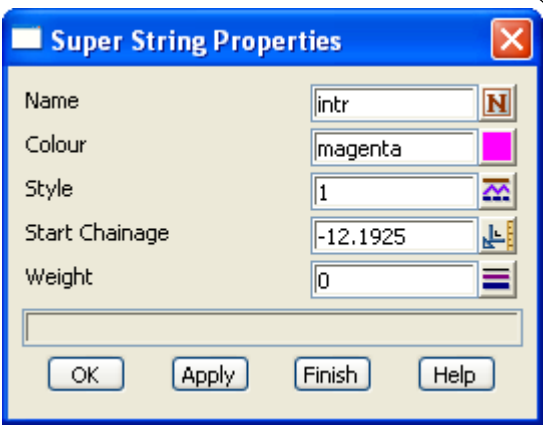 Super String Properties
Name intr N
Colour magenta
Style 1
Start Chainage -12.1925
Weight 0
OK Apply Finish Help